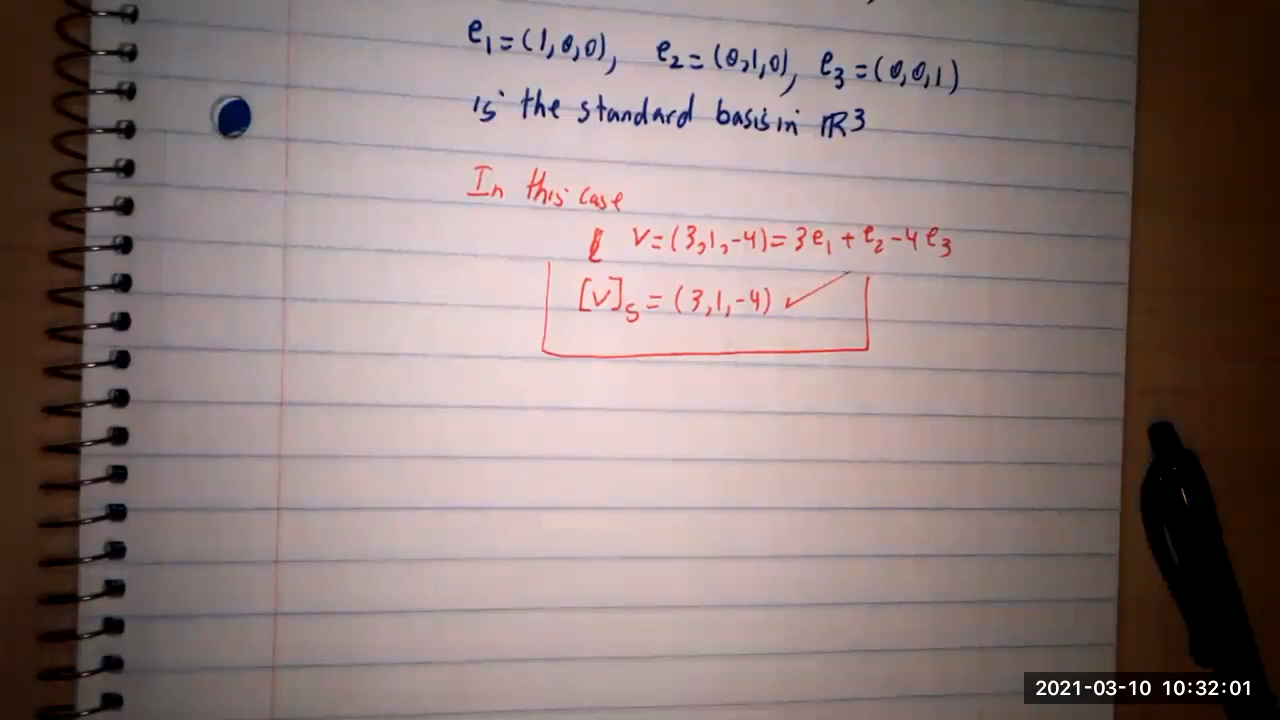 e₁=(1,0,0), e₂=(0,1,0), e₃=(0,0,1)
is the standard basis in ℝ³
In this case
v=(3,1,-4)=3e₁+e₂-4e₃
[v]ₛ=(3,1,-4) ✓
2021-03-10 10:32:01